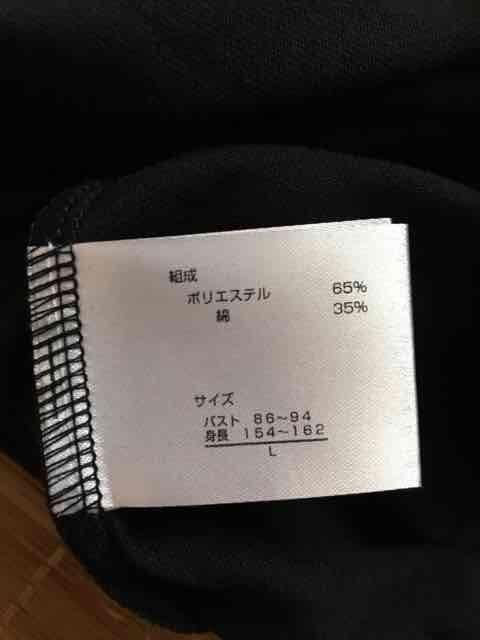 組成
ポリエステル 65%
綿 35%
サイズ
バスト 86～94
身長 154～162
L